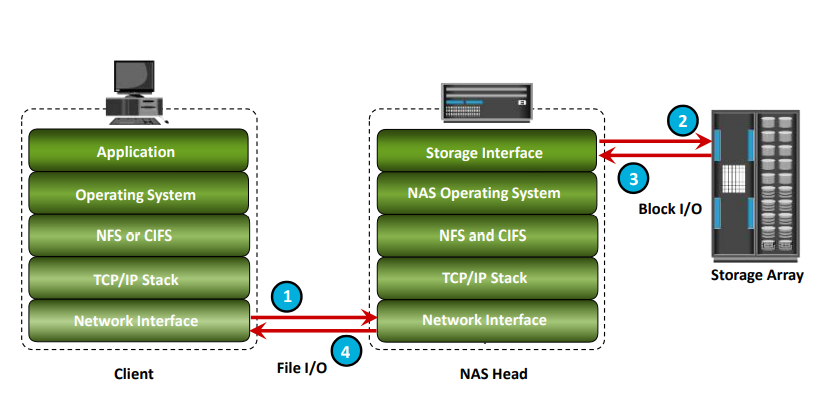 Application
Operating System
NFS or CIFS
TCP/IP Stack
Network Interface
Client
1
4
File I/O
Storage Interface
NAS Operating System
NFS and CIFS
TCP/IP Stack
Network Interface
NAS Head
2
3
Block I/O
Storage Array